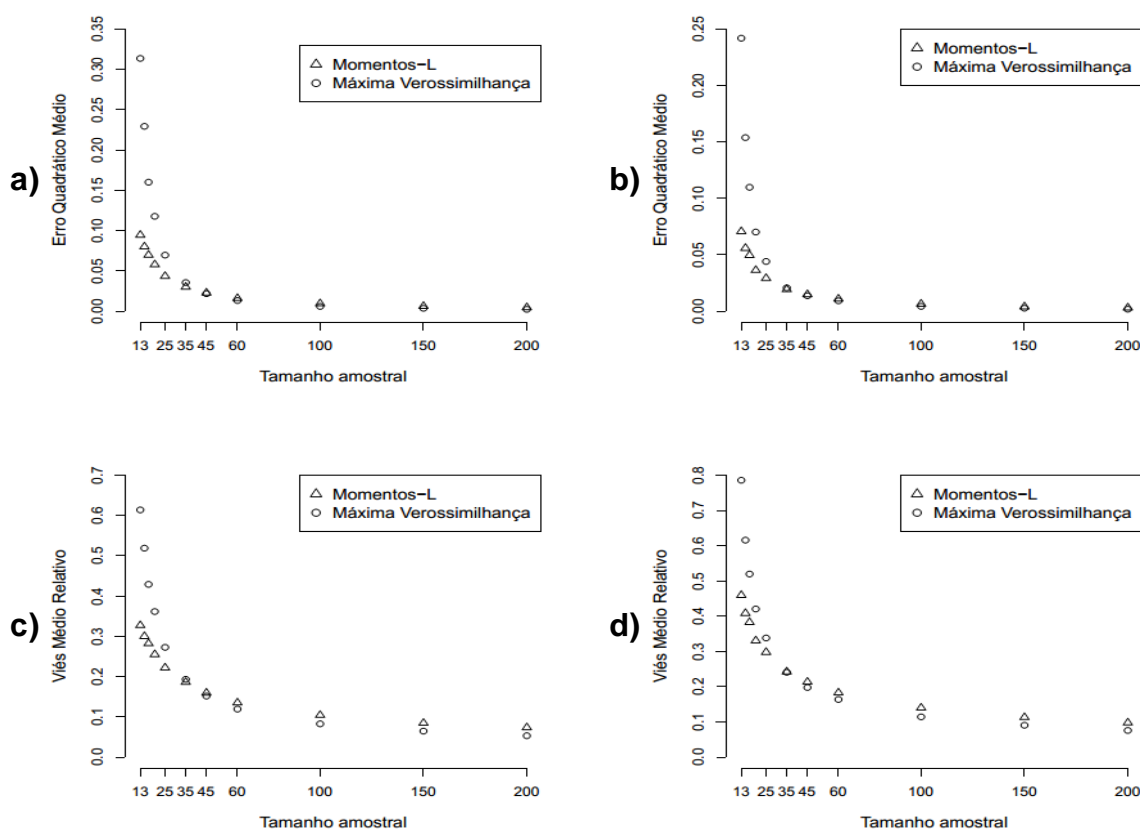 a)
Erro Quadrático Médio
0.00 0.05 0.10 0.15 0.20 0.25 0.30 0.35
Momentos−L
Máxima Verossimilhança
13 25 35 45 60 100 150 200
Tamanho amostral
b)
Erro Quadrático Médio
0.00 0.05 0.10 0.15 0.20 0.25
Momentos−L
Máxima Verossimilhança
13 25 35 45 60 100 150 200
Tamanho amostral
c)
Viés Médio Relativo
0.0 0.1 0.2 0.3 0.4 0.5 0.6 0.7
Momentos−L
Máxima Verossimilhança
13 25 35 45 60 100 150 200
Tamanho amostral
d)
Viés Médio Relativo
0.0 0.1 0.2 0.3 0.4 0.5 0.6 0.7 0.8
Momentos−L
Máxima Verossimilhança
13 25 35 45 60 100 150 200
Tamanho amostral